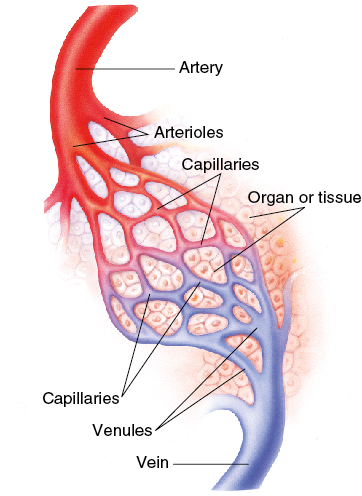 Artery
Arterioles
Capillaries
Organ or tissue
Capillaries
Venules
Vein